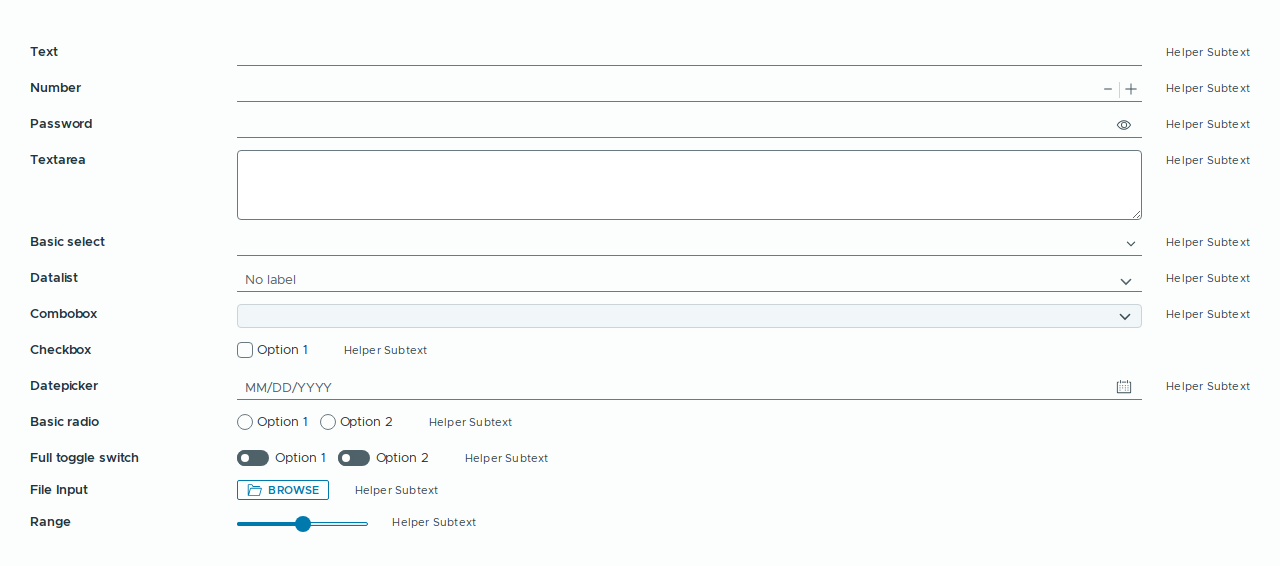 Text Helper Subtext
Number Helper Subtext
Password Helper Subtext
Textarea Helper Subtext
Basic select Helper Subtext
Datalist No label Helper Subtext
Combobox Helper Subtext
Checkbox Option 1 Helper Subtext
Datepicker MM/DD/YYYY Helper Subtext
Basic radio Option 1 Option 2 Helper Subtext
Full toggle switch Option 1 Option 2 Helper Subtext
File Input BROWSE Helper Subtext
Range Helper Subtext